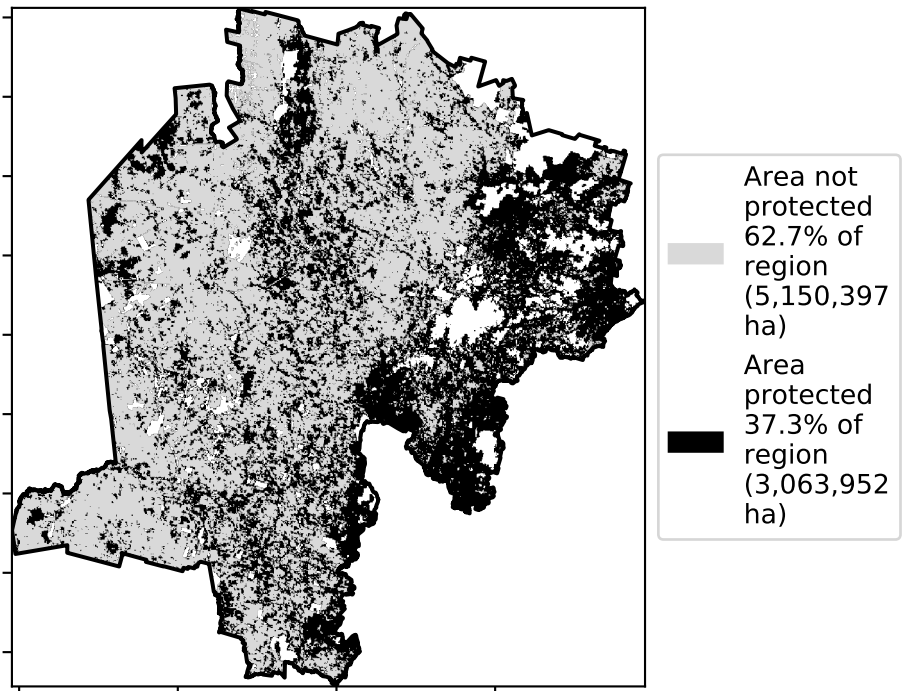 Area not
protected
62.7% of
region
(5,150,397
ha)
Area
protected
37.3% of
region
(3,063,952
ha)